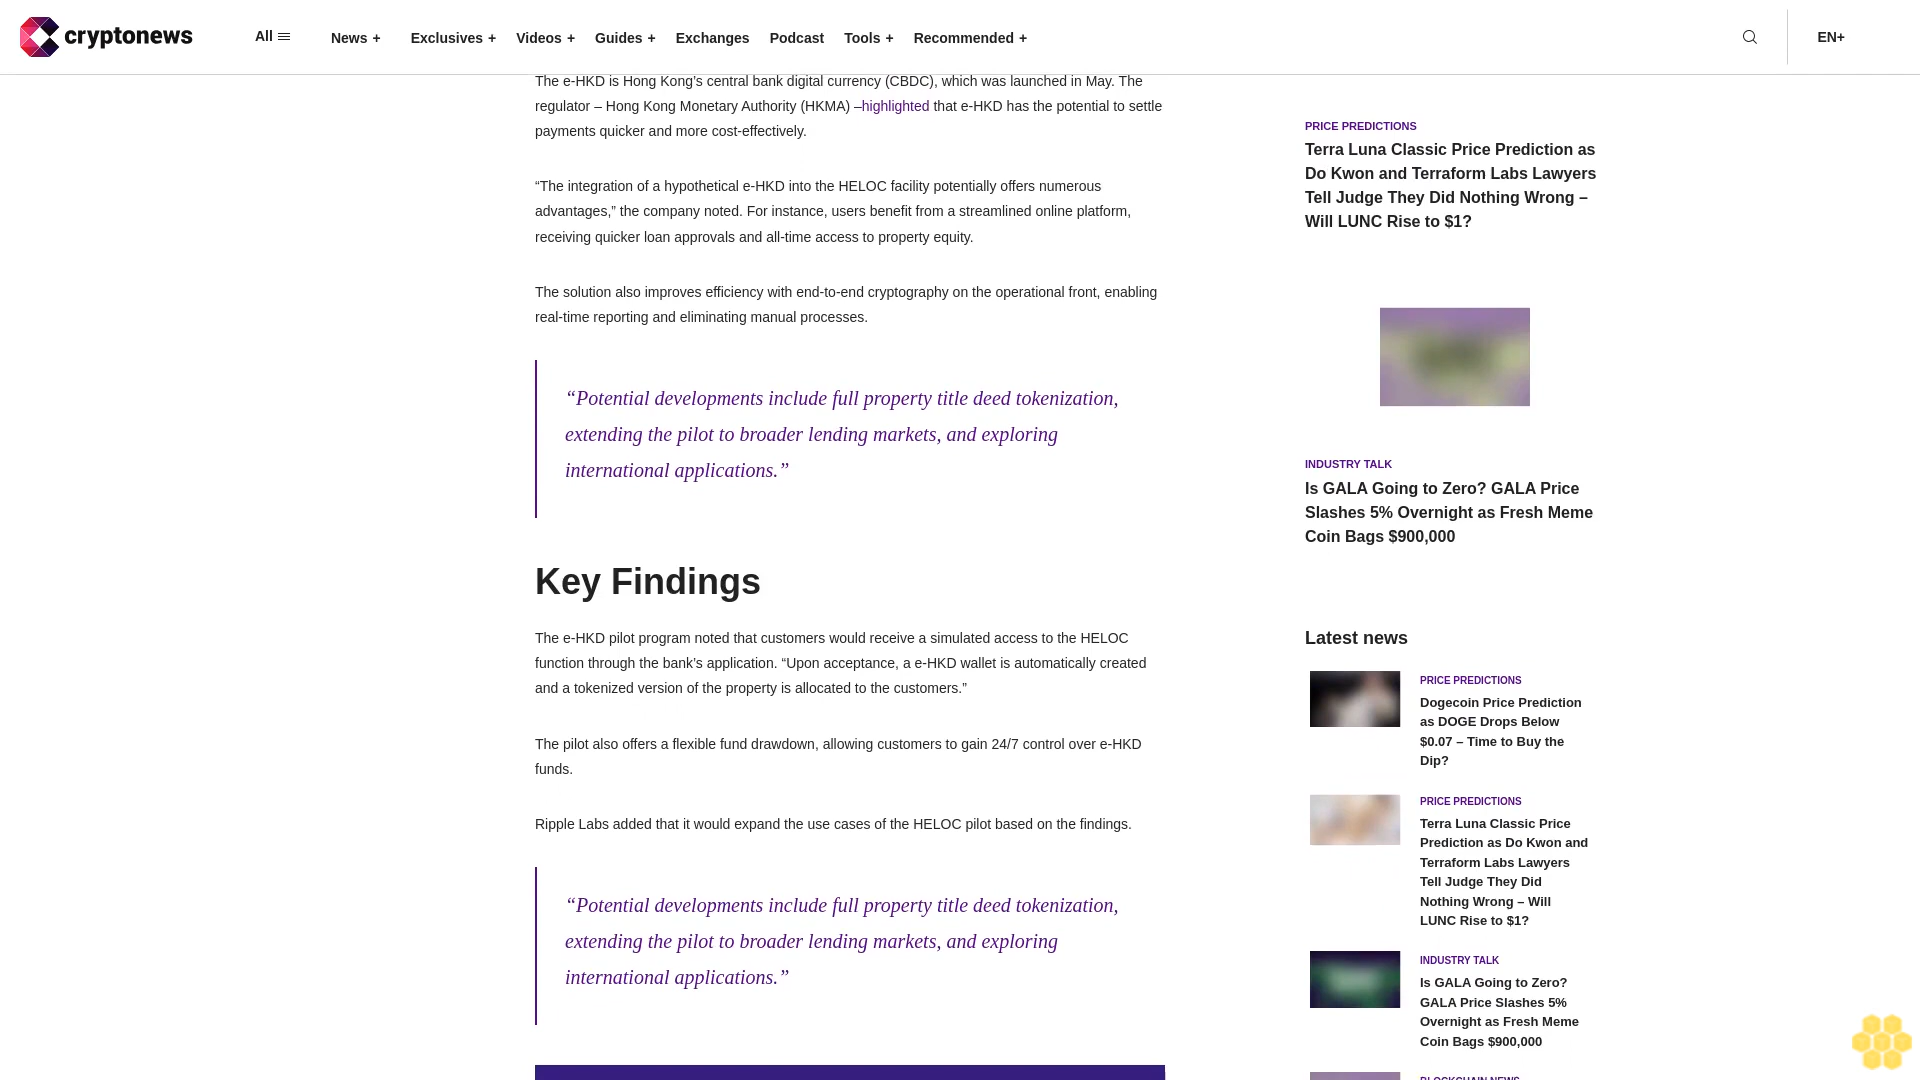 cryptonews
All
News +
Exclusives +
Videos +
Guides +
Exchanges
Podcast
Tools +
Recommended +
EN+
The e-HKD is Hong Kong's central bank digital currency (CBDC), which was launched in May. The
regulator – Hong Kong Monetary Authority (HKMA) –highlighted that e-HKD has the potential to settle
payments quicker and more cost-effectively.
“The integration of a hypothetical e-HKD into the HELOC facility potentially offers numerous
advantages,” the company noted. For instance, users benefit from a streamlined online platform,
receiving quicker loan approvals and all-time access to property equity.
The solution also improves efficiency with end-to-end cryptography on the operational front, enabling
real-time reporting and eliminating manual processes.
“Potential developments include full property title deed tokenization,
extending the pilot to broader lending markets, and exploring
international applications.”
Key Findings
The e-HKD pilot program noted that customers would receive a simulated access to the HELOC
function through the bank’s application. “Upon acceptance, a e-HKD wallet is automatically created
and a tokenized version of the property is allocated to the customers.”
The pilot also offers a flexible fund drawdown, allowing customers to gain 24/7 control over e-HKD
funds.
Ripple Labs added that it would expand the use cases of the HELOC pilot based on the findings.
“Potential developments include full property title deed tokenization,
extending the pilot to broader lending markets, and exploring
international applications.”
PRICE PREDICTIONS
Terra Luna Classic Price Prediction as
Do Kwon and Terraform Labs Lawyers
Tell Judge They Did Nothing Wrong –
Will LUNC Rise to $1?
INDUSTRY TALK
Is GALA Going to Zero? GALA Price
Slashes 5% Overnight as Fresh Meme
Coin Bags $900,000
Latest news
PRICE PREDICTIONS
Dogecoin Price Prediction
as DOGE Drops Below
$0.07 – Time to Buy the
Dip?
PRICE PREDICTIONS
Terra Luna Classic Price
Prediction as Do Kwon and
Terraform Labs Lawyers
Tell Judge They Did
Nothing Wrong – Will
LUNC Rise to $1?
INDUSTRY TALK
Is GALA Going to Zero?
GALA Price Slashes 5%
Overnight as Fresh Meme
Coin Bags $900,000
BLOCKCHAIN NEWS